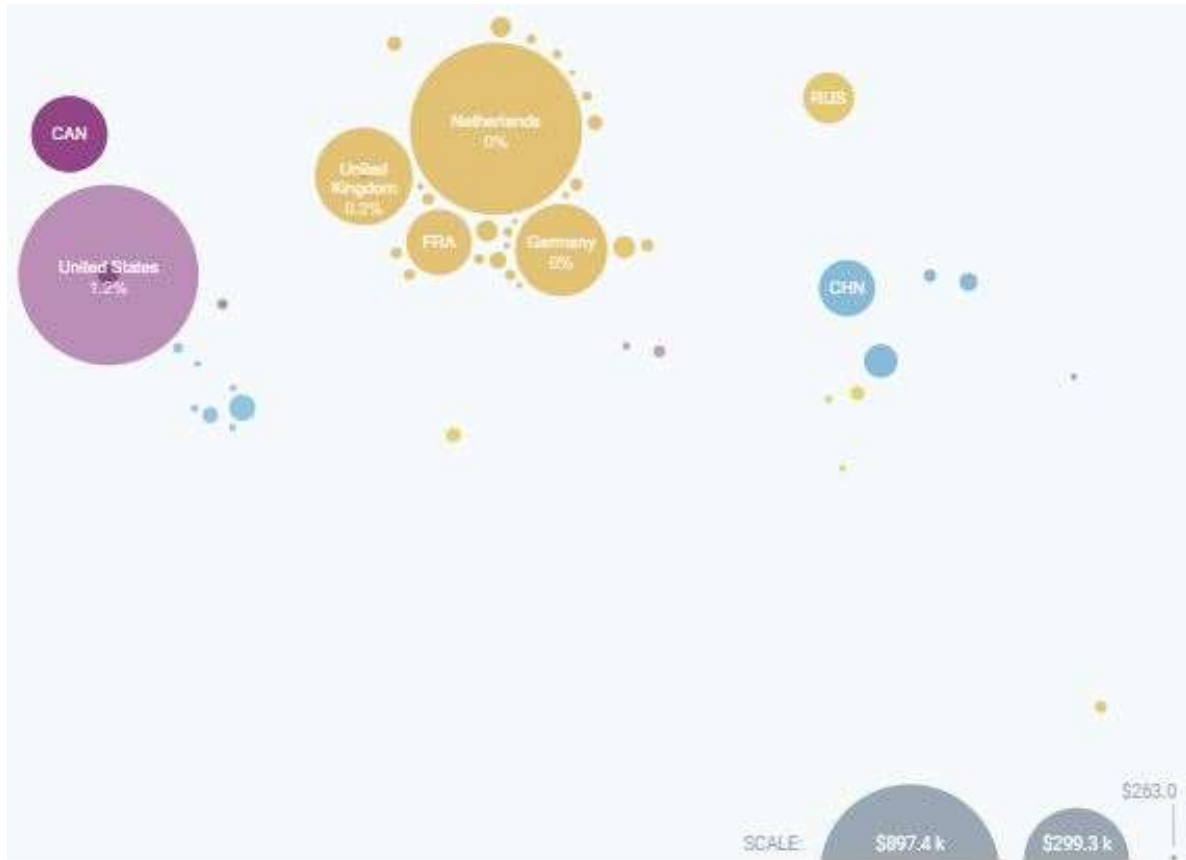 CAN
RUS
Netherlands
0%
United
Kingdom
0.2%
FRA
Germany
0%
United States
1.2%
CHN
$263.0
SCALE:
$897.4 k
$299.3 k